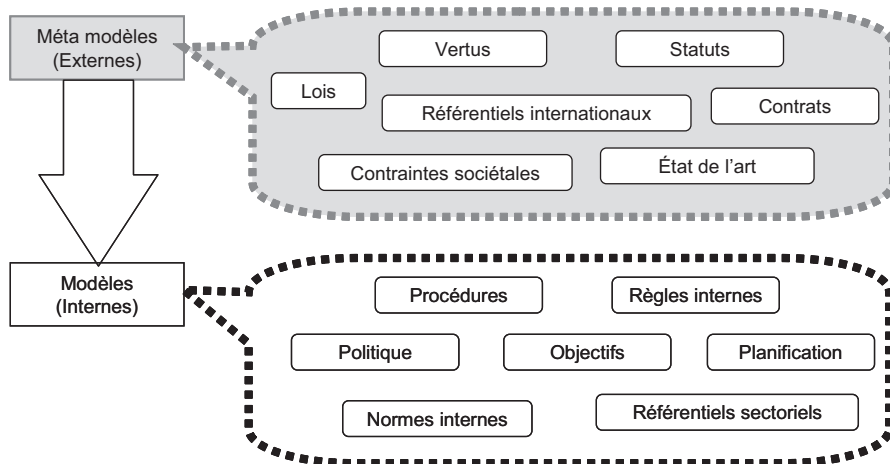 Méta modèles
(Externes)
Vertus
Statuts
Lois
Référentiels internationaux
Contrats
Contraintes sociétales
État de l’art
Modèles
(Internes)
Procédures
Règles internes
Politique
Objectifs
Planification
Normes internes
Référentiels sectoriels